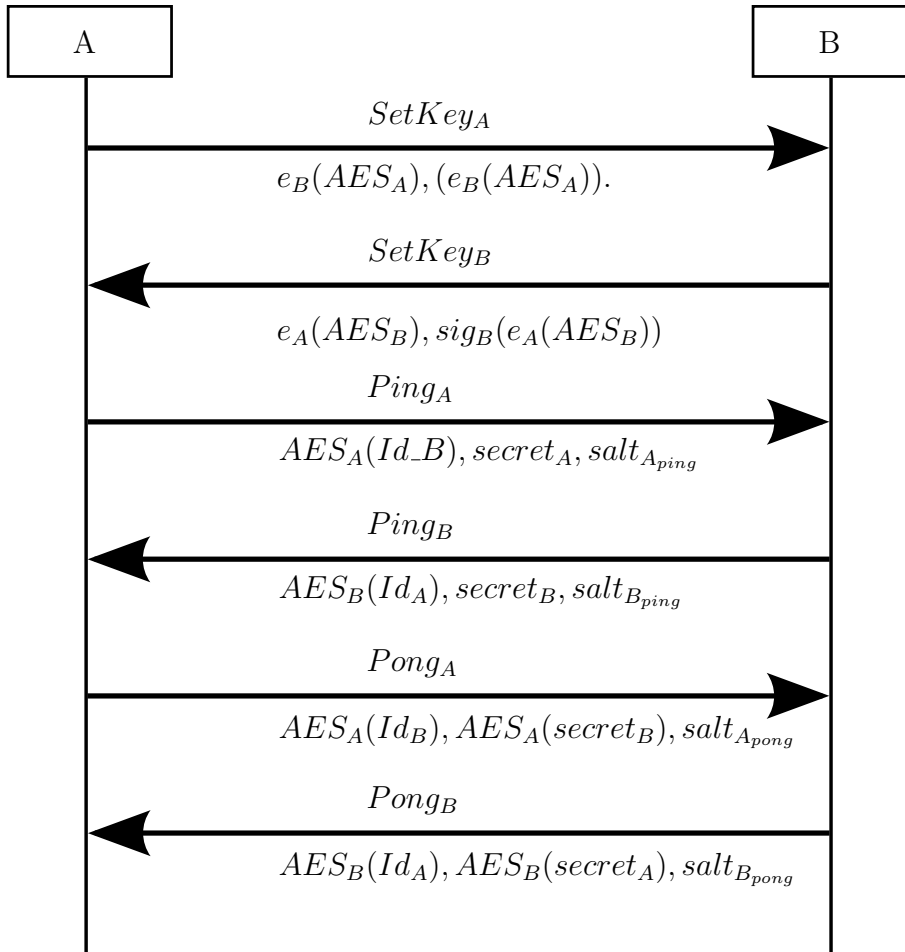 A B
SetKey_A
e_B(AES_A), (e_B(AES_A)).
SetKey_B
e_A(AES_B), sig_B(e_A(AES_B))
Ping_A
AES_A(Id_B), secret_A, salt_{A_{ping}}
Ping_B
AES_B(Id_A), secret_B, salt_{B_{ping}}
Pong_A
AES_A(Id_B), AES_A(secret_B), salt_{A_{pong}}
Pong_B
AES_B(Id_A), AES_B(secret_A), salt_{B_{pong}}